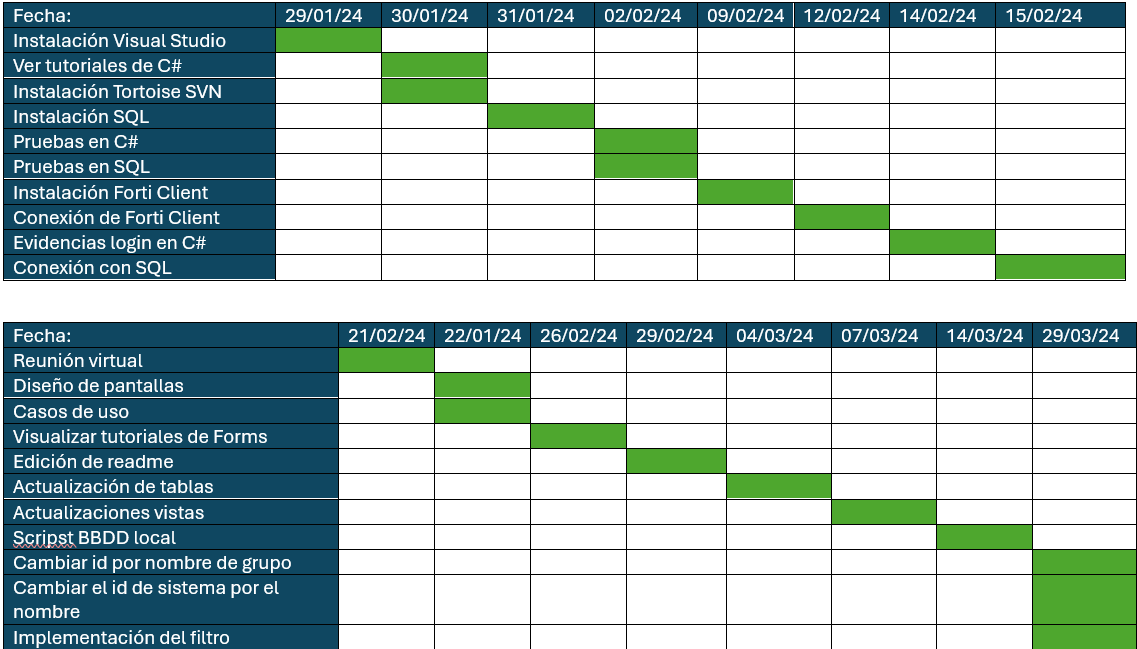 Fecha: 29/01/24 30/01/24 31/01/24 02/02/24 09/02/24 12/02/24 14/02/24 15/02/24
Instalación Visual Studio
Ver tutoriales de C#
Instalación Tortoise SVN
Instalación SQL
Pruebas en C#
Pruebas en SQL
Instalación Forti Client
Conexión de Forti Client
Evidencias login en C#
Conexión con SQL
Fecha: 21/02/24 22/01/24 26/02/24 29/02/24 04/03/24 07/03/24 14/03/24 29/03/24
Reunión virtual
Diseño de pantallas
Casos de uso
Visualizar tutoriales de Forms
Edición de readme
Actualización de tablas
Actualizaciones vistas
Scripst BBDD local
Cambiar id por nombre de grupo
Cambiar el id de sistema por el
nombre
Implementación del filtro